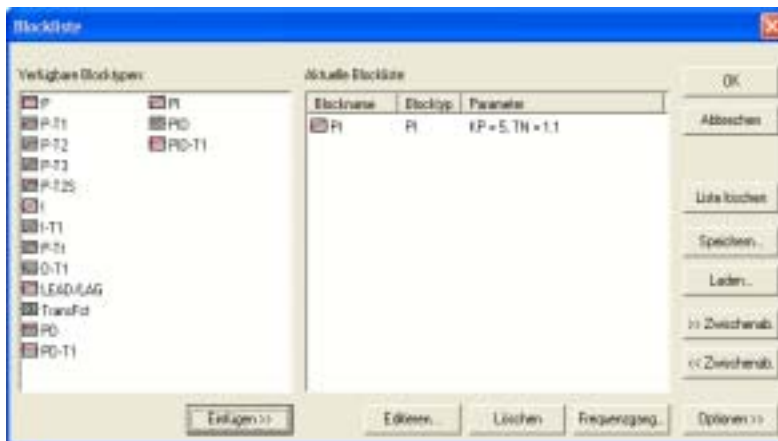 Blockliste
Verfügbare Blocktypen:
P
P-T1
P-T2
P-T3
P-T2S
I
I-T1
P-Tt
D-T1
LEAD/LAG
TransFct
PD
PD-T1
PI
PID
PID-T1
Einfügen >>
Aktuelle Blockliste
Blockname Blocktyp Parameter
PI PI KP = 5, TN = 1.1
Editieren... Löschen Frequenzgang...
OK
Abbrechen
Liste löschen
Speichern...
Laden...
>> Zwischenab.
<< Zwischenab.
Optionen >>